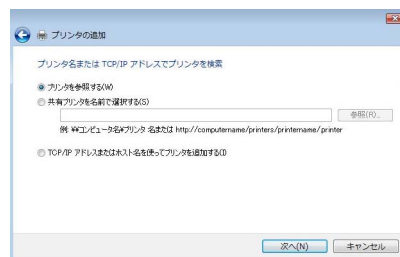 プリンタの追加
プリンタ名または TCP/IP アドレスでプリンタを検索
プリンタを参照する(W)
共有プリンタを名前で選択する(S)
参照(R)...
例: ¥¥コンピュータ名¥プリンタ 名または http://computername/printers/printername/printer
TCP/IP アドレスまたはホスト名を使ってプリンタを追加する(I)
次へ(N)
キャンセル